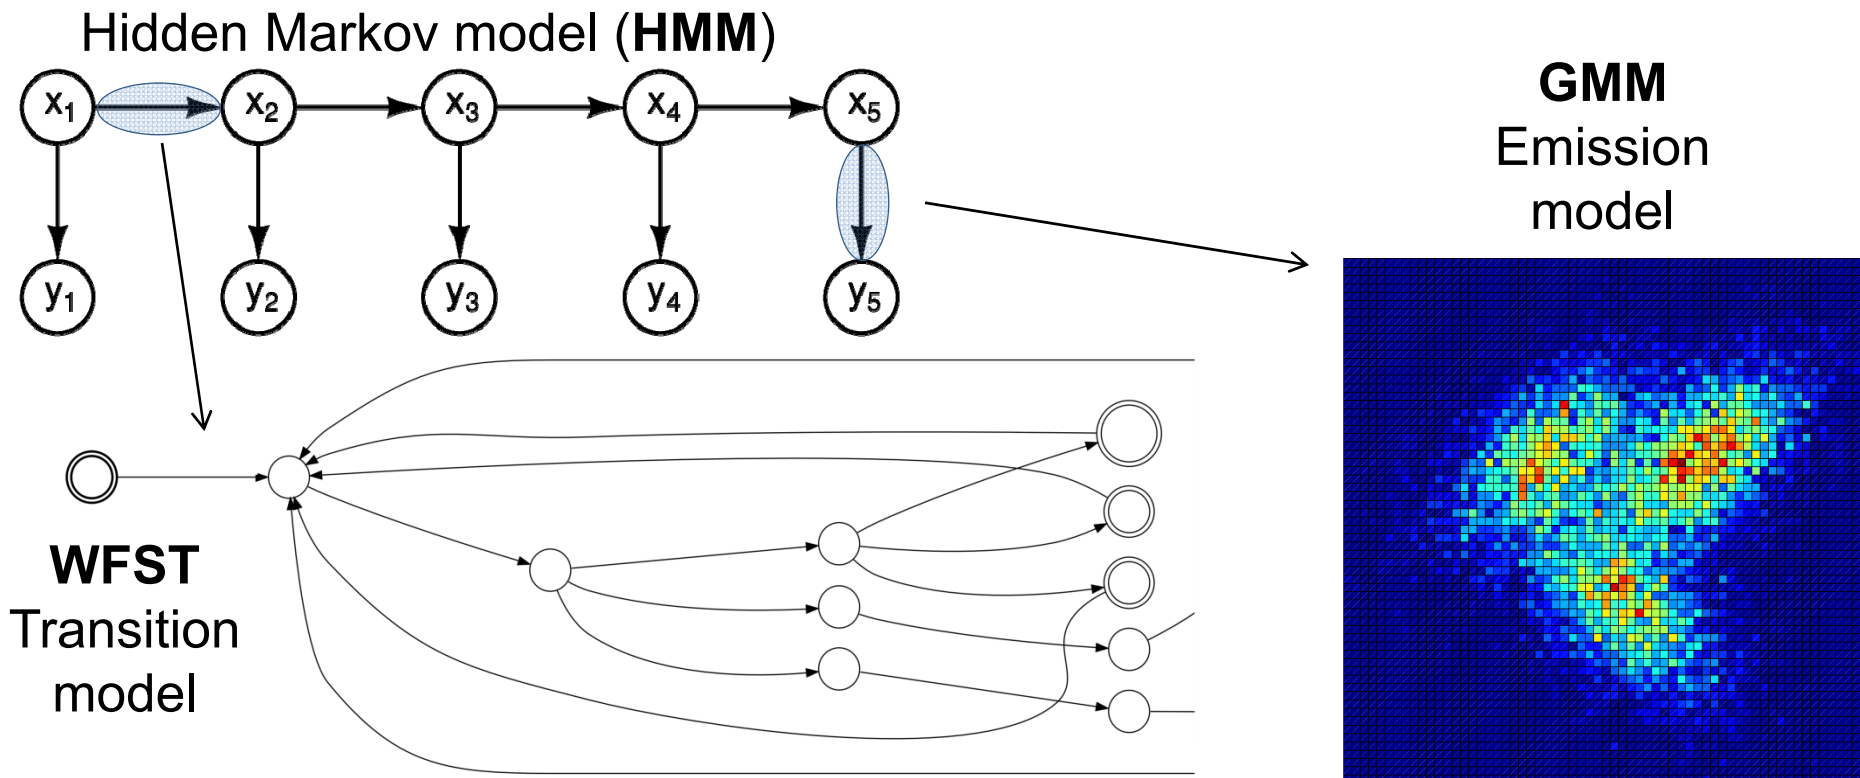 Hidden Markov model (HMM)
x1 x2 x3 x4 x5
y1 y2 y3 y4 y5
GMM
Emission
model
WFST
Transition
model